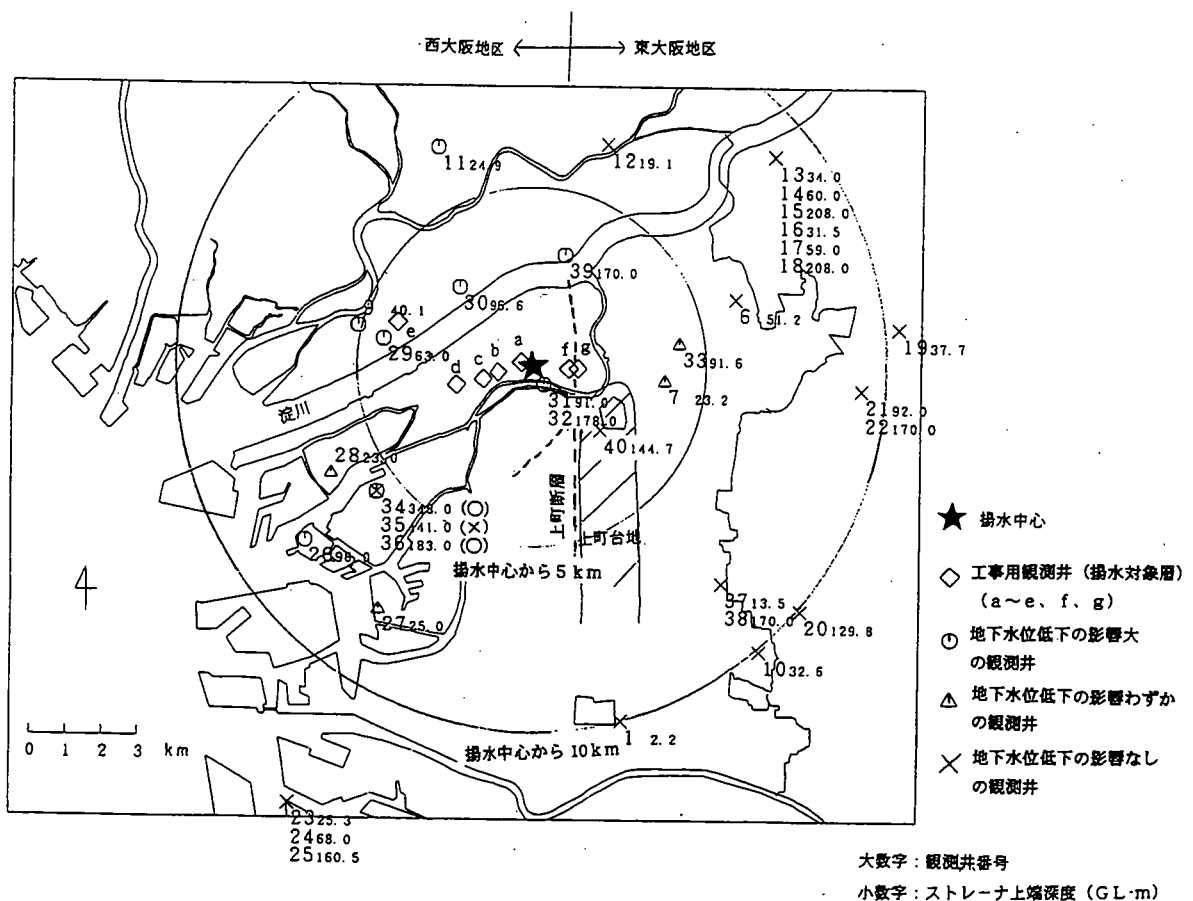 西大阪地区 ←→ 東大阪地区
11 24.9
12 19.1
13 34.0
14 60.0
15 208.0
16 31.5
17 59.0
18 208.0
39 170.0
30 96.6
9 40.1
6 51.2
e
29 63.0
a
b
c
d
f g
33 91.6
19 37.7
7 23.2
31 91.0
32 178.0
21 92.0
22 170.0
淀川
40 144.7
28 23.0
上町断層
34 348.0 (○)
35 141.0 (×)
36 183.0 (○)
上町台地
26 98.0
揚水中心から5km
27 25.0
37 13.5
38 170.0
20 129.8
10 32.6
1 2.2
揚水中心から10km
0 1 2 3 km
23 25.3
24 68.0
25 160.5
★ 揚水中心
◇ 工事用観測井(揚水対象層)
(a~e、f、g)
地下水位低下の影響大
の観測井
地下水位低下の影響わずか
の観測井
× 地下水位低下の影響なし
の観測井
大数字:観測井番号
小数字:ストレーナ上端深度(GL-m)